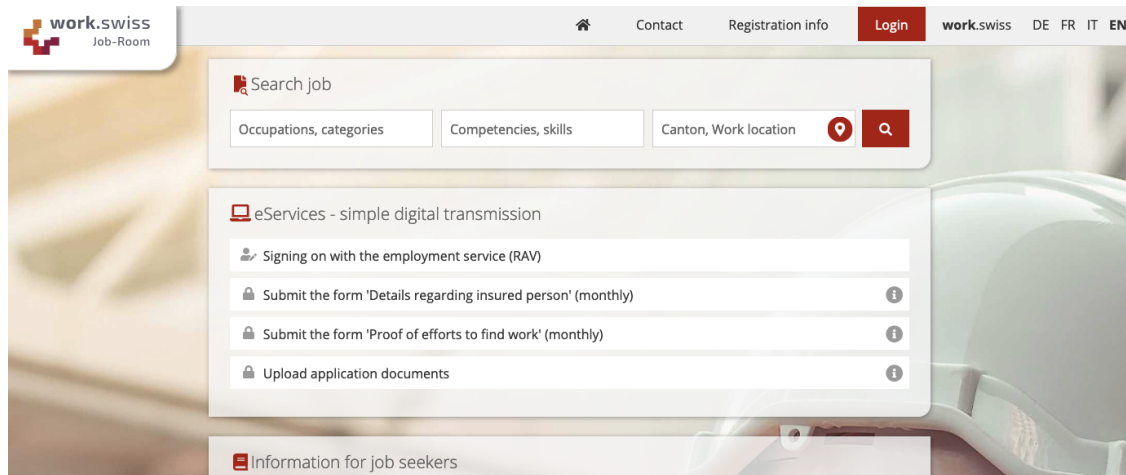 work.swiss
Job-Room
Contact
Registration info
Login
work.swiss
DE FR IT EN
Search job
Occupations, categories
Competencies, skills
Canton, Work location
eServices - simple digital transmission
Signing on with the employment service (RAV)
Submit the form 'Details regarding insured person' (monthly)
Submit the form 'Proof of efforts to find work' (monthly)
Upload application documents
Information for job seekers